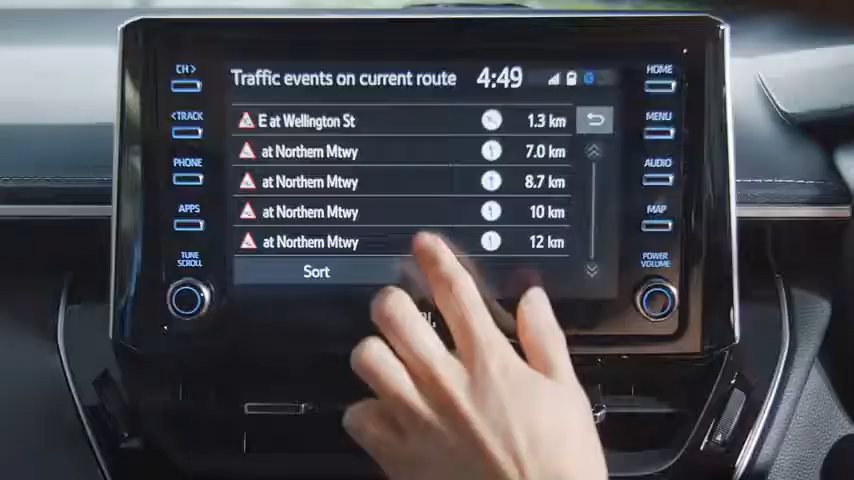 CH>
<TRACK
PHONE
APPS
TUNE
SCROLL
Traffic events on current route 4:49
E at Wellington St 1.3 km
at Northern Mtwy 7.0 km
at Northern Mtwy 8.7 km
at Northern Mtwy 10 km
at Northern Mtwy 12 km
Sort
HOME
MENU
AUDIO
MAP
POWER
VOLUME